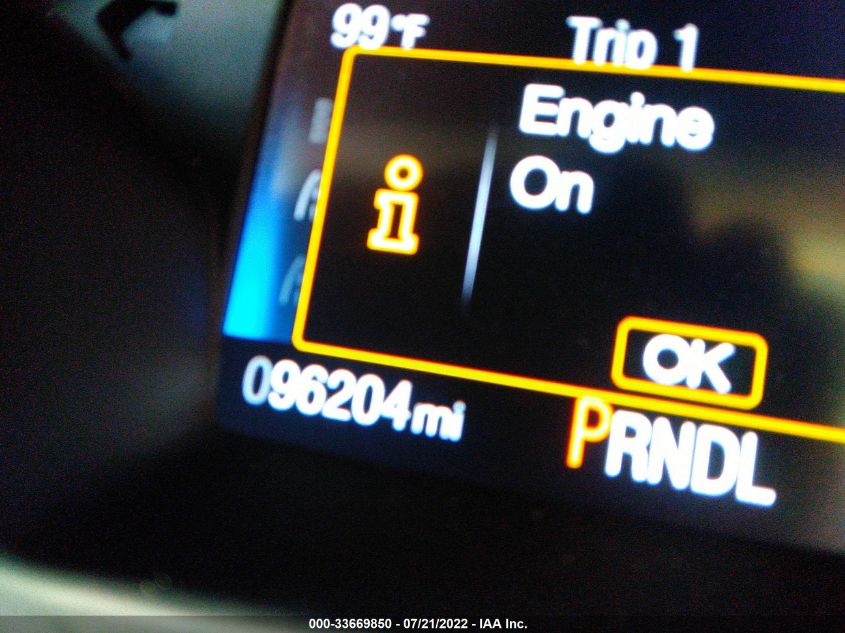 99°F Trip 1
Engine
On
i
OK
096204mi
PRNDL
000-33669850 - 07/21/2022 - IAA Inc.